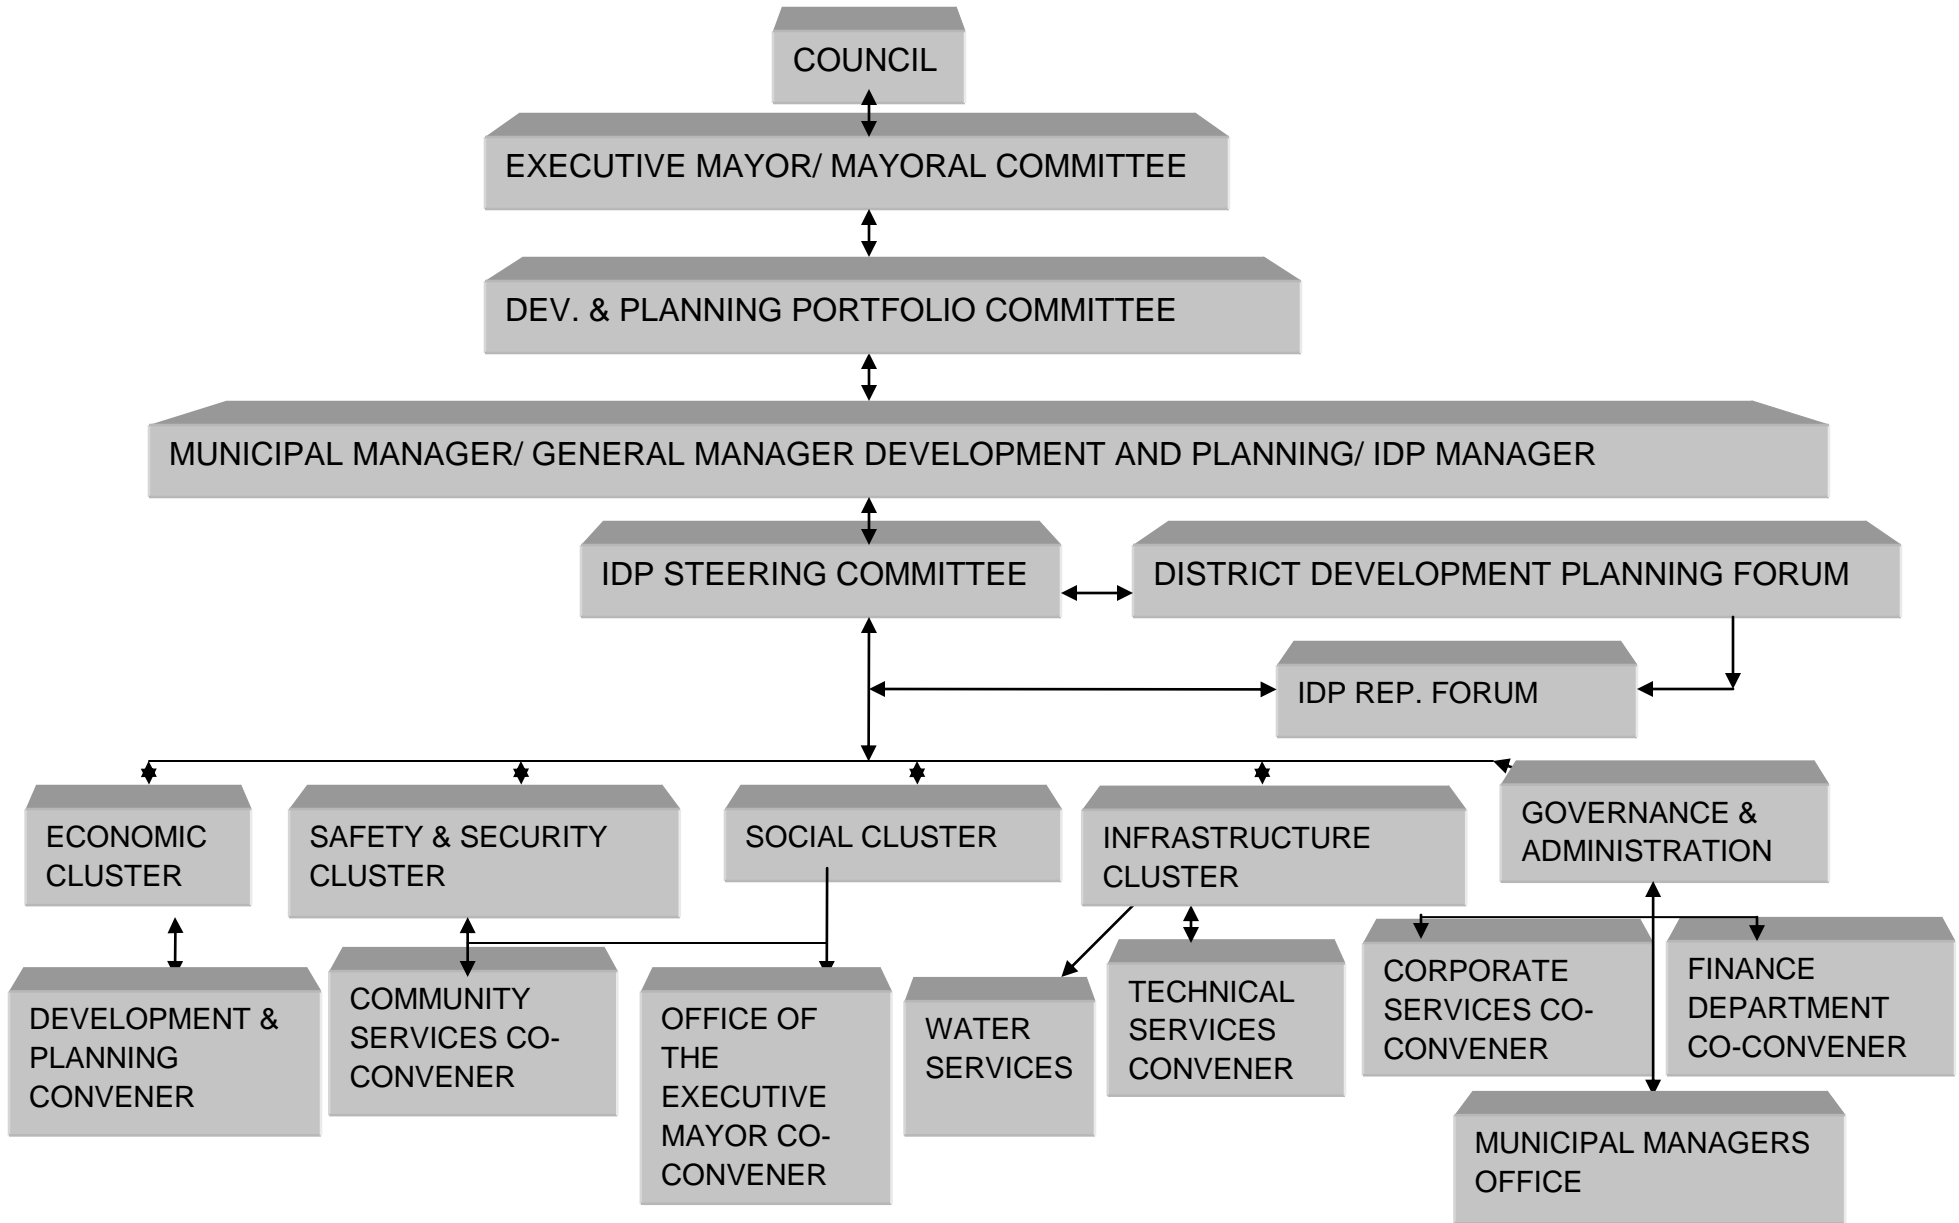 COUNCIL
EXECUTIVE MAYOR/ MAYORAL COMMITTEE
DEV. & PLANNING PORTFOLIO COMMITTEE
MUNICIPAL MANAGER/ GENERAL MANAGER DEVELOPMENT AND PLANNING/ IDP MANAGER
IDP STEERING COMMITTEE
DISTRICT DEVELOPMENT PLANNING FORUM
IDP REP. FORUM
ECONOMIC
CLUSTER
SAFETY & SECURITY
CLUSTER
SOCIAL CLUSTER
INFRASTRUCTURE
CLUSTER
GOVERNANCE &
ADMINISTRATION
DEVELOPMENT &
PLANNING
CONVENER
COMMUNITY
SERVICES CO-
CONVENER
OFFICE OF
THE
EXECUTIVE
MAYOR CO-
CONVENER
WATER
SERVICES
TECHNICAL
SERVICES
CONVENER
CORPORATE
SERVICES CO-
CONVENER
FINANCE
DEPARTMENT
CO-CONVENER
MUNICIPAL MANAGERS
OFFICE